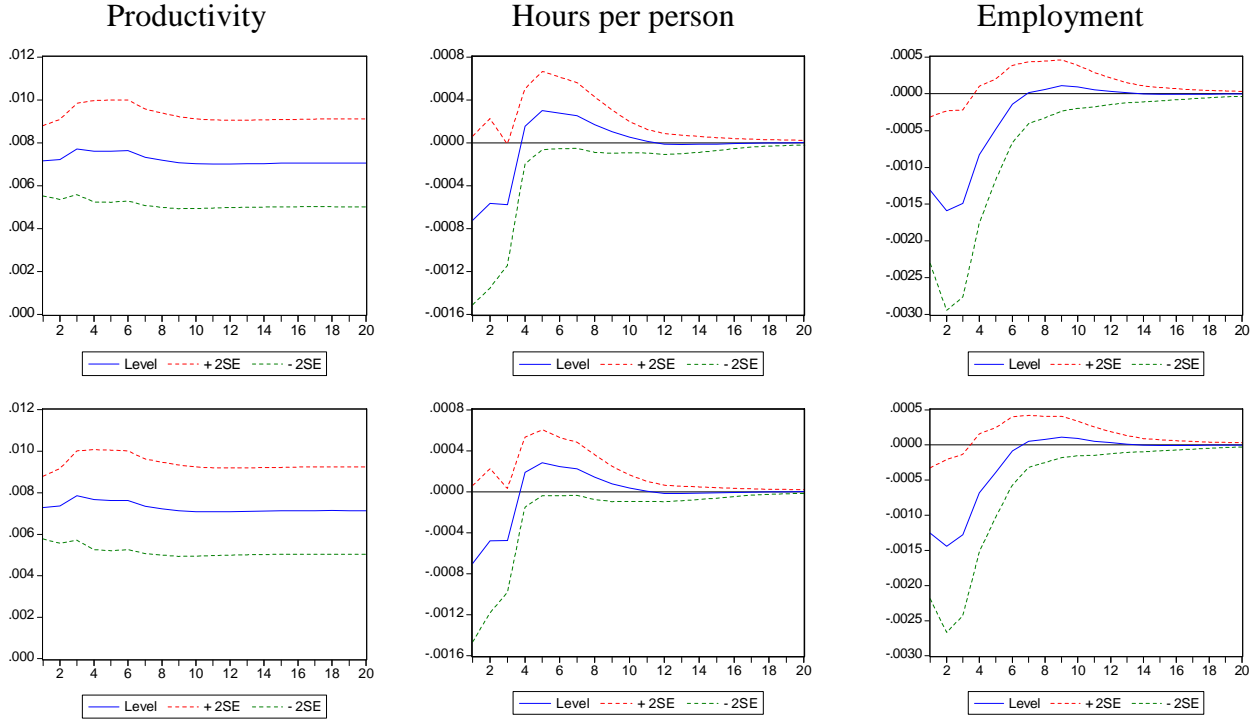 Productivity
Hours per person
Employment
.012
.010
.008
.006
.004
.002
.000
2 4 6 8 10 12 14 16 18 20
Level + 2SE - 2SE
.0008
.0004
.0000
-.0004
-.0008
-.0012
-.0016
2 4 6 8 10 12 14 16 18 20
Level + 2SE - 2SE
.0005
.0000
-.0005
-.0010
-.0015
-.0020
-.0025
-.0030
2 4 6 8 10 12 14 16 18 20
Level + 2SE - 2SE
.012
.010
.008
.006
.004
.002
.000
2 4 6 8 10 12 14 16 18 20
Level + 2SE - 2SE
.0008
.0004
.0000
-.0004
-.0008
-.0012
-.0016
2 4 6 8 10 12 14 16 18 20
Level + 2SE - 2SE
.0005
.0000
-.0005
-.0010
-.0015
-.0020
-.0025
-.0030
2 4 6 8 10 12 14 16 18 20
Level + 2SE - 2SE